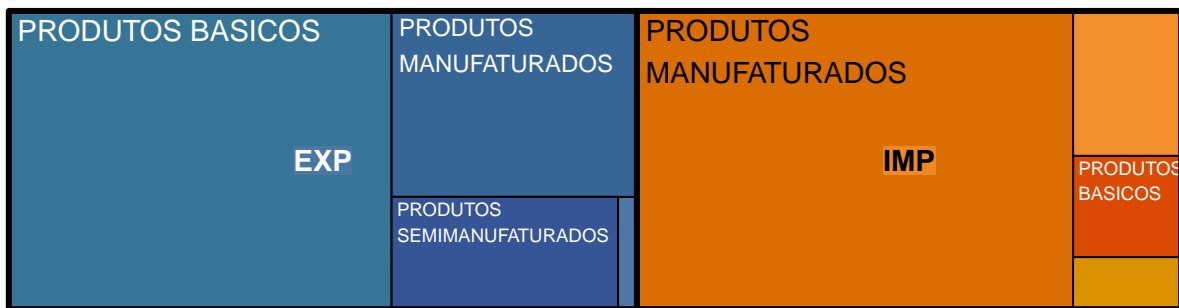 PRODUTOS BASICOS
EXP
PRODUTOS
MANUFATURADOS
PRODUTOS
SEMIMANUFATURADOS
PRODUTOS
MANUFATURADOS
IMP
PRODUTOS
BASICOS